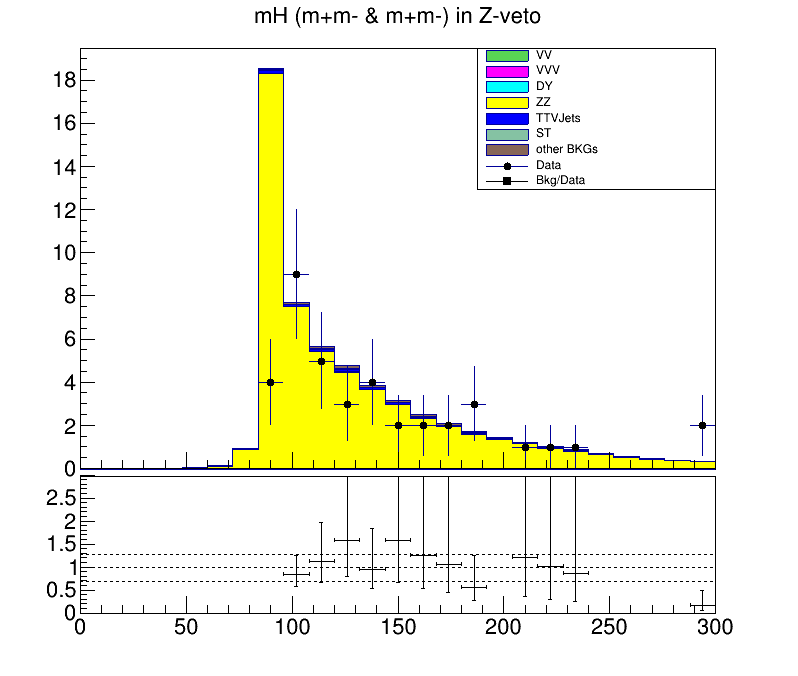 mH (m+m- & m+m-) in Z-veto
VV
VVV
DY
ZZ
TTVJets
ST
other BKGs
Data
Bkg/Data
18
16
14
12
10
8
6
4
2
0
2.5
2
1.5
1
0.5
0
0 50 100 150 200 250 300